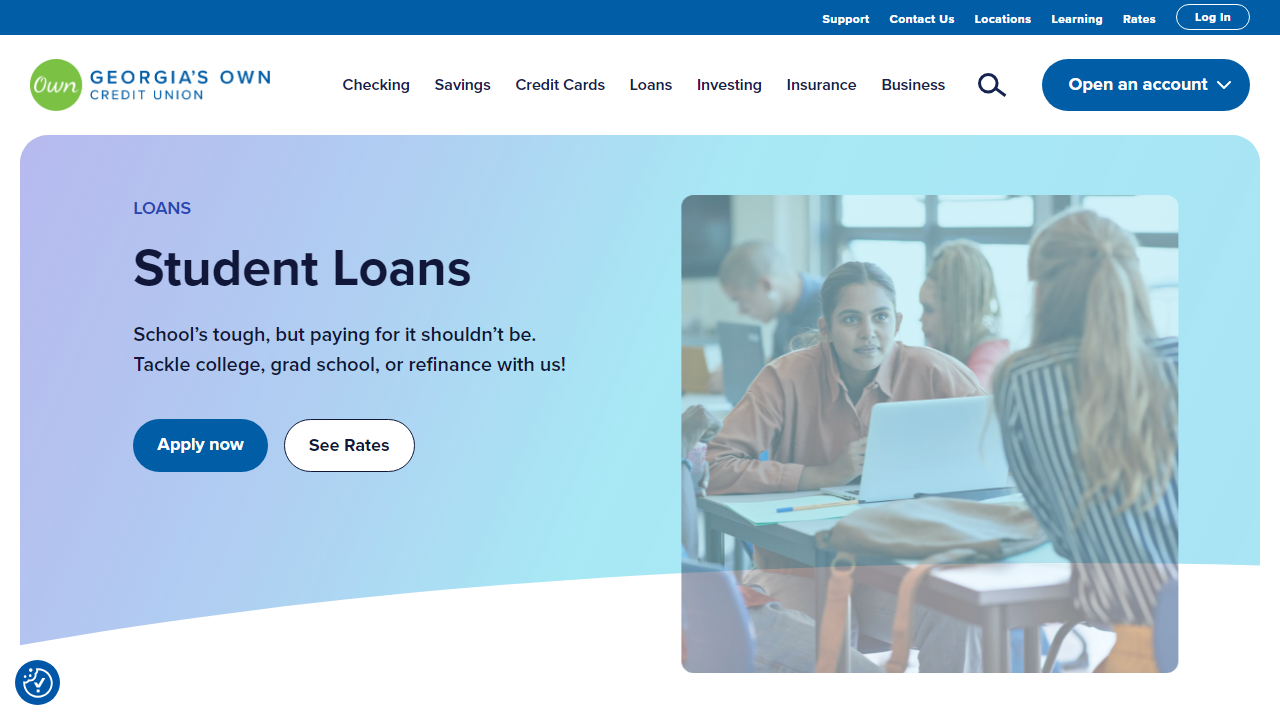 Support Contact Us Locations Learning Rates Log In
Own GEORGIA'S OWN
CREDIT UNION
Checking Savings Credit Cards Loans Investing Insurance Business Open an account
LOANS
Student Loans
School’s tough, but paying for it shouldn’t be.
Tackle college, grad school, or refinance with us!
Apply now See Rates